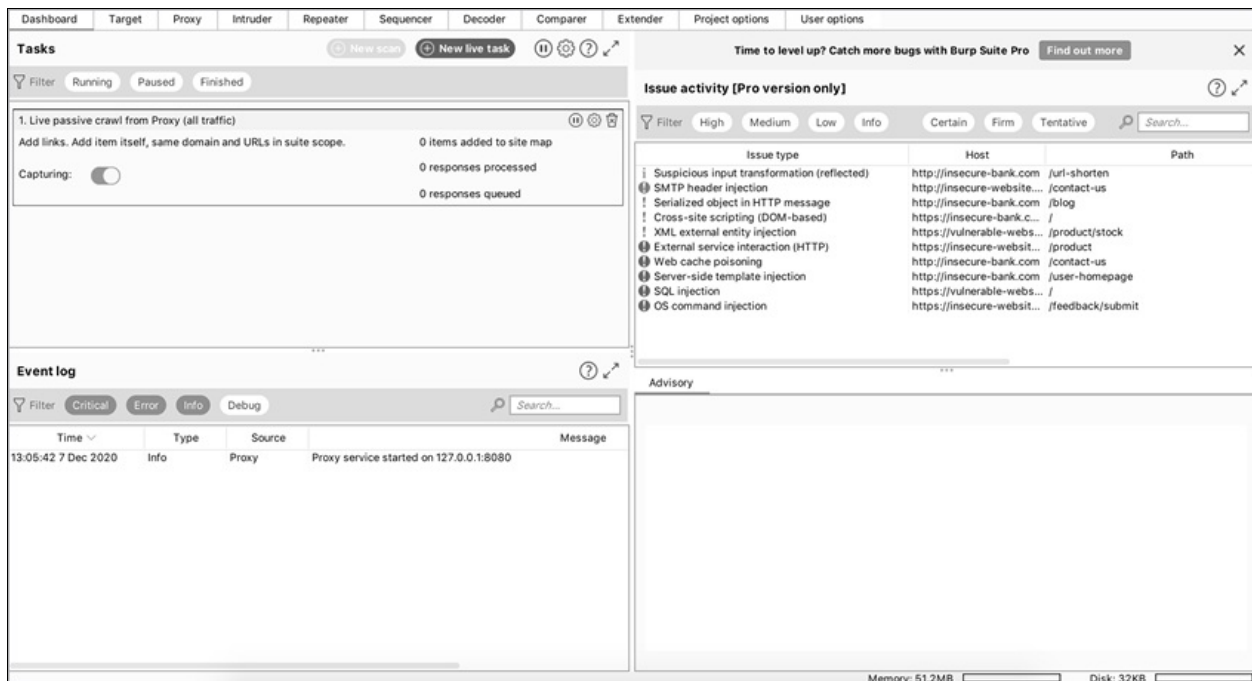 Dashboard Target Proxy Intruder Repeater Sequencer Decoder Comparer Extender Project options User options
Tasks
New scan
New live task
Filter Running Paused Finished
1. Live passive crawl from Proxy (all traffic)
Add links. Add item itself, same domain and URLs in suite scope.
0 items added to site map
Capturing:
0 responses processed
0 responses queued
Event log
Filter Critical Error Info Debug
Search...
Time Type Source Message
13:05:42 7 Dec 2020 Info Proxy Proxy service started on 127.0.0.1:8080
Time to level up? Catch more bugs with Burp Suite Pro Find out more
Issue activity [Pro version only]
Filter High Medium Low Info Certain Firm Tentative Search...
Issue type Host Path
Suspicious input transformation (reflected) http://insecure-bank.com /url-shorten
SMTP header injection http://insecure-website.... /contact-us
Serialized object in HTTP message http://insecure-bank.com /blog
Cross-site scripting (DOM-based) https://insecure-bank.c... /
XML external entity injection https://vulnerable-webs... /product/stock
External service interaction (HTTP) https://insecure-websit... /product
Web cache poisoning http://insecure-bank.com /contact-us
Server-side template injection http://insecure-bank.com /user-homepage
SQL injection https://vulnerable-webs... /
OS command injection https://insecure-websit... /feedback/submit
Advisory
Memory: 51.2MB Disk: 32KB